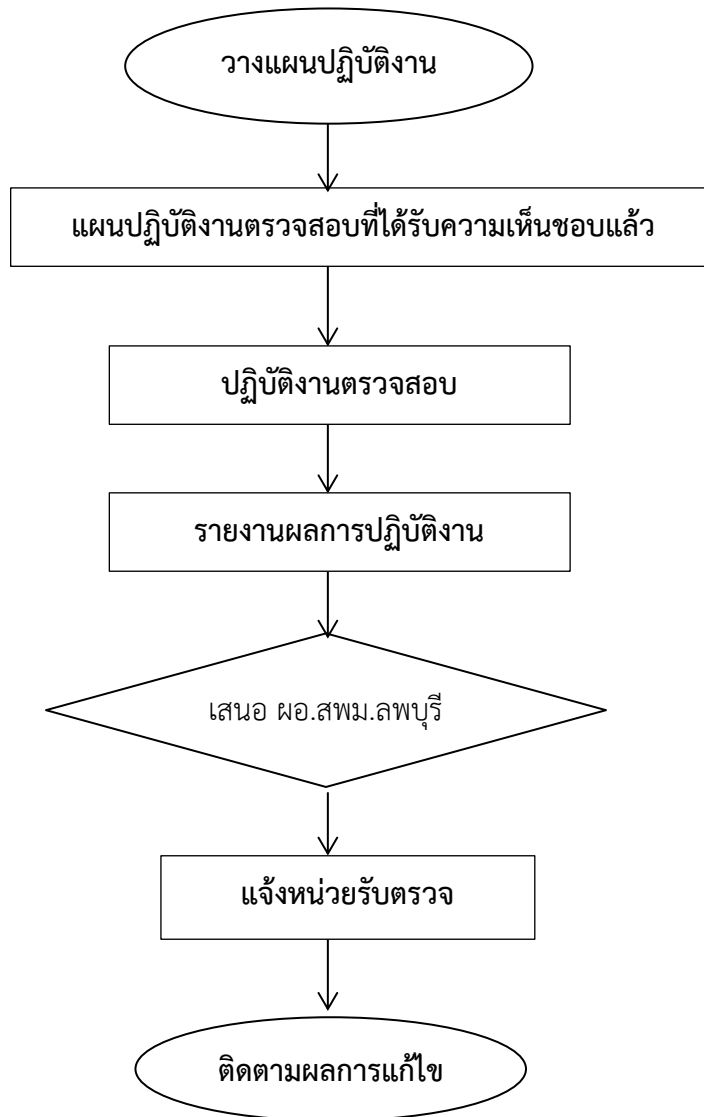 วางแผนปฏิบัติงาน
แผนปฏิบัติงานตรวจสอบที่ได้รับความเห็นชอบแล้ว
ปฏิบัติงานตรวจสอบ
รายงานผลการปฏิบัติงาน
เสนอ ผอ.สพม.ลพบุรี
แจ้งหน่วยรับตรวจ
ติดตามผลการแก้ไข